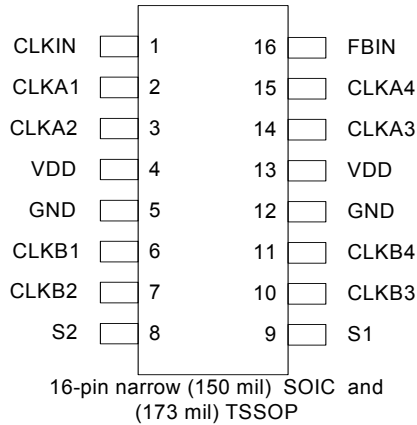 CLKIN 1 16 FBIN
CLKA1 2 15 CLKA4
CLKA2 3 14 CLKA3
VDD 4 13 VDD
GND 5 12 GND
CLKB1 6 11 CLKB4
CLKB2 7 10 CLKB3
S2 8 9 S1
16-pin narrow (150 mil) SOIC and
(173 mil) TSSOP